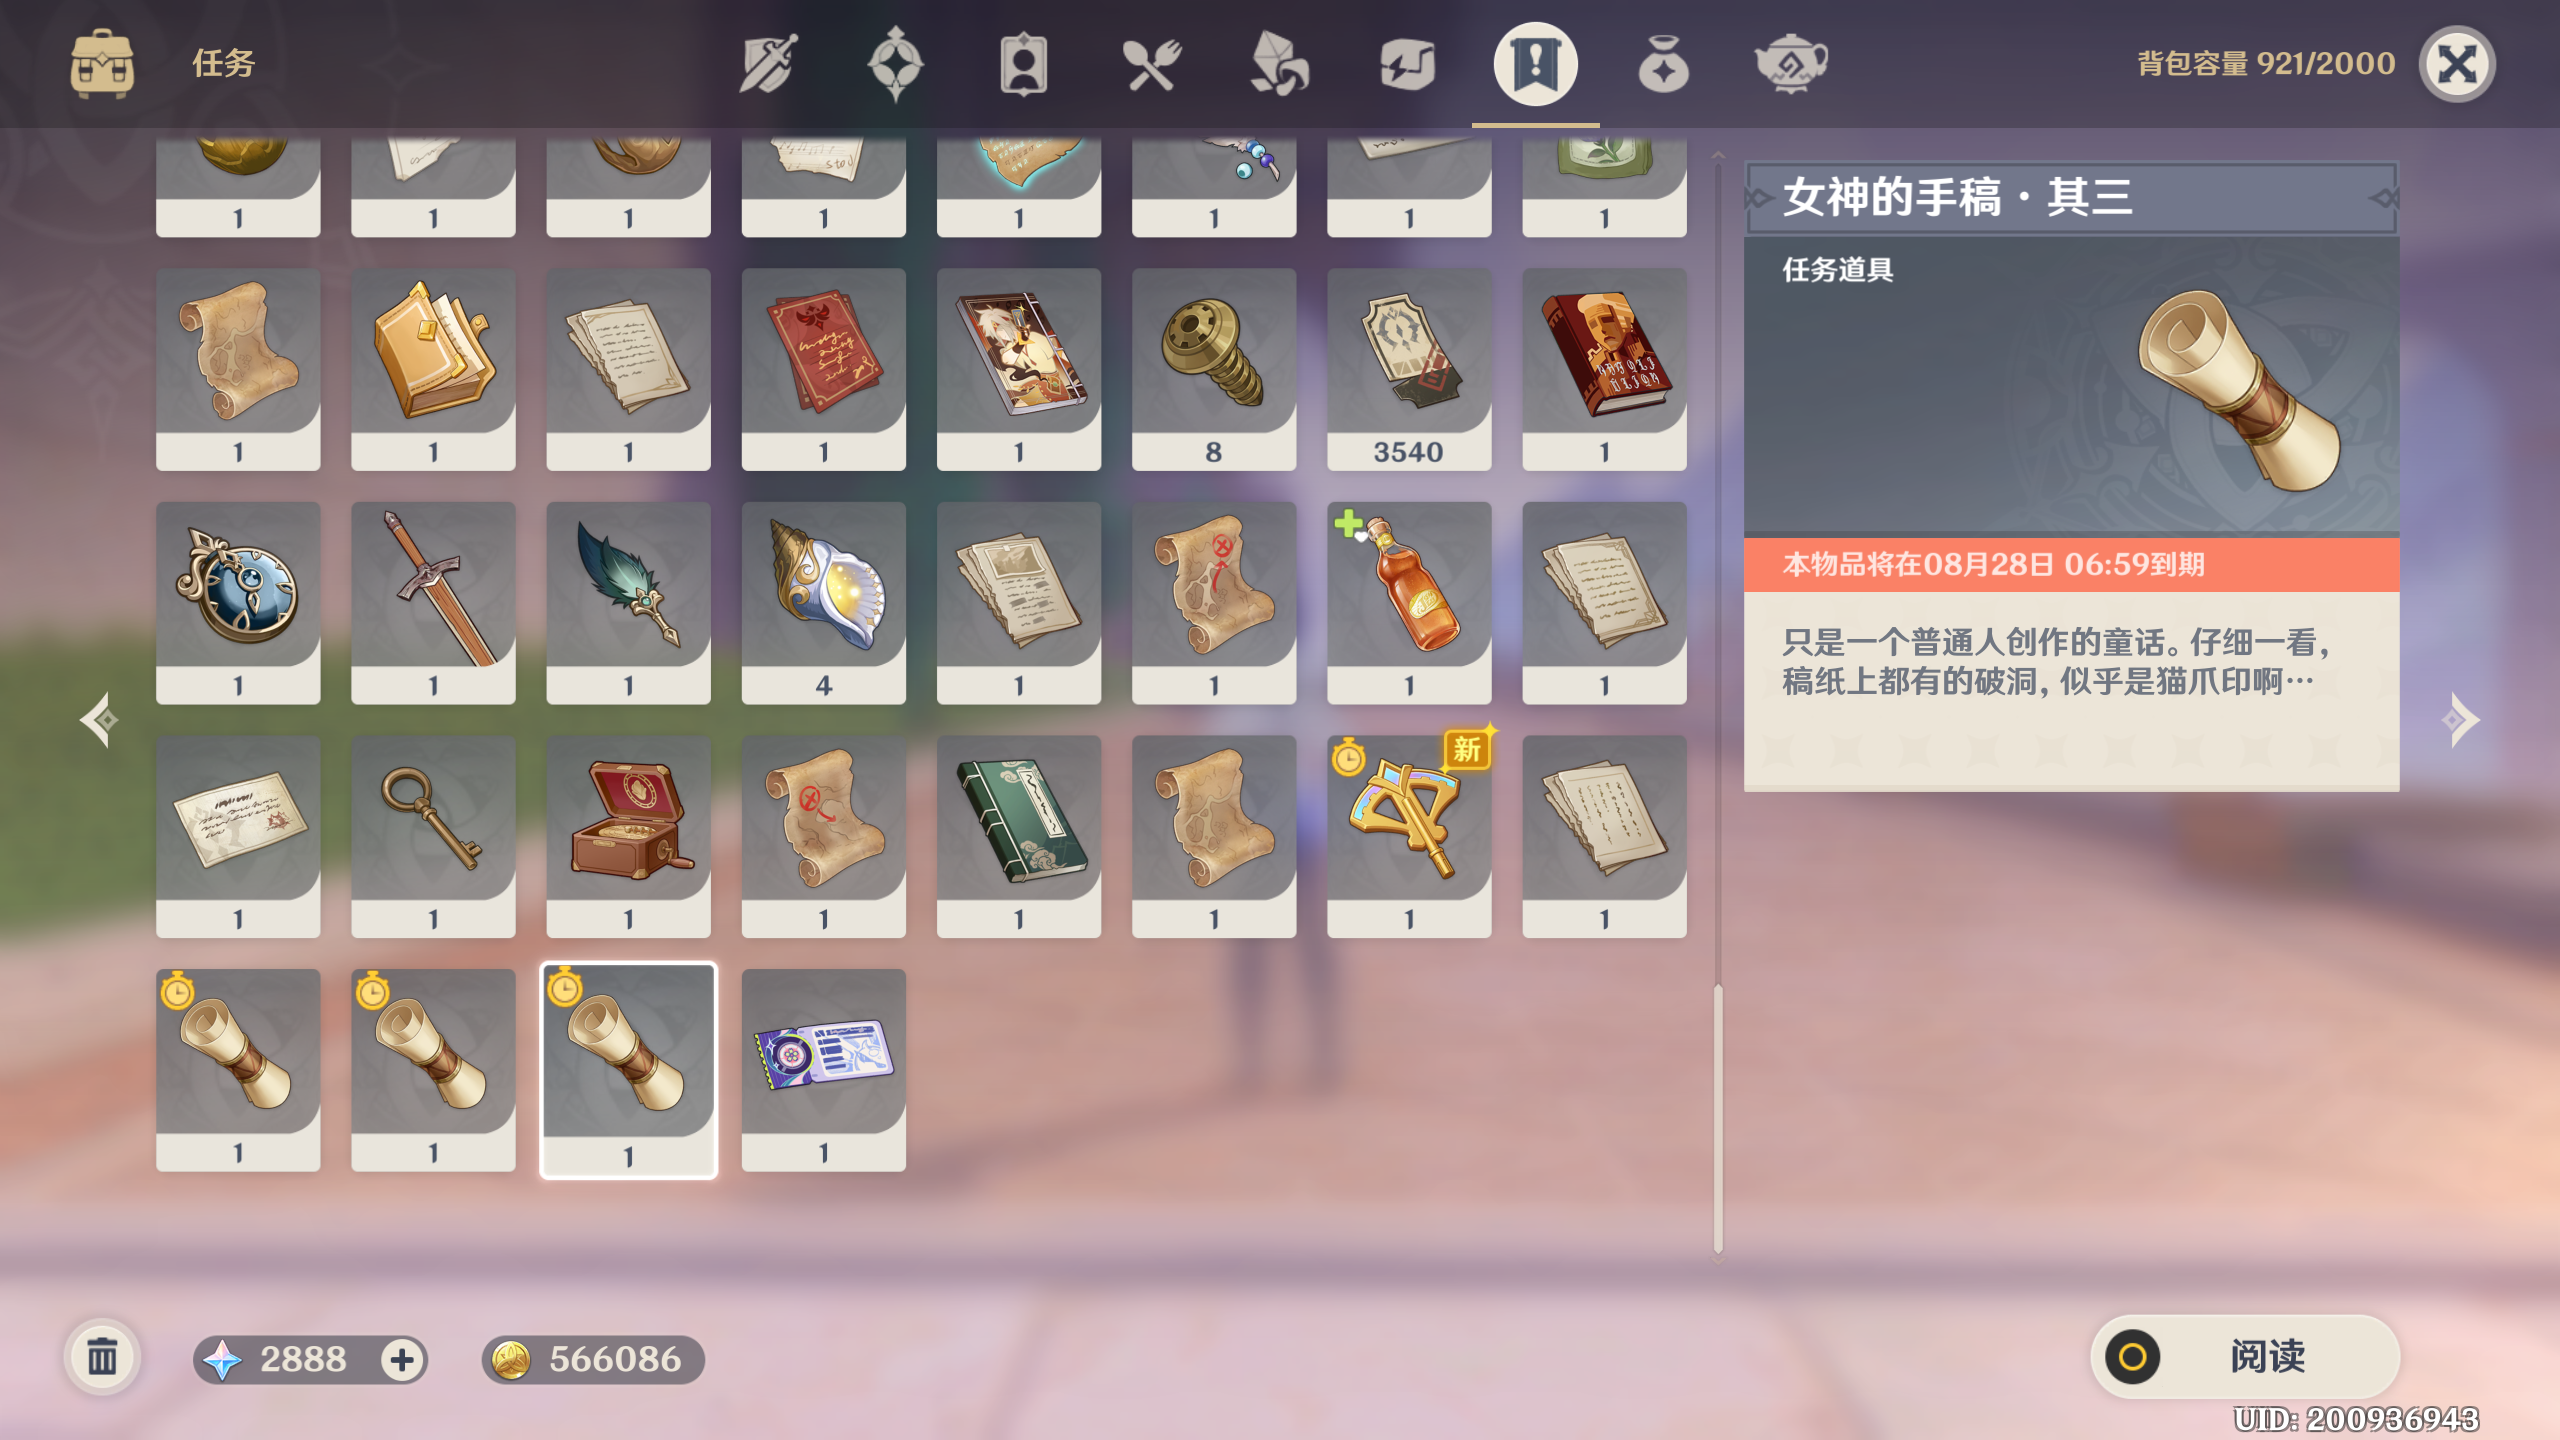 任务
背包容量 921/2000
1 1 1 1 1 1 1 1
1 1 1 1 1 8 3540 1
1 1 1 4 1 1 1 1
新
1 1 1 1 1 1 1 1
1 1 1 1
女神的手稿·其三
任务道具
本物品将在08月28日 06:59到期
只是一个普通人创作的童话。仔细一看，
稿纸上都有的破洞，似乎是猫爪印啊…
2888
566086
阅读
UID: 200936943